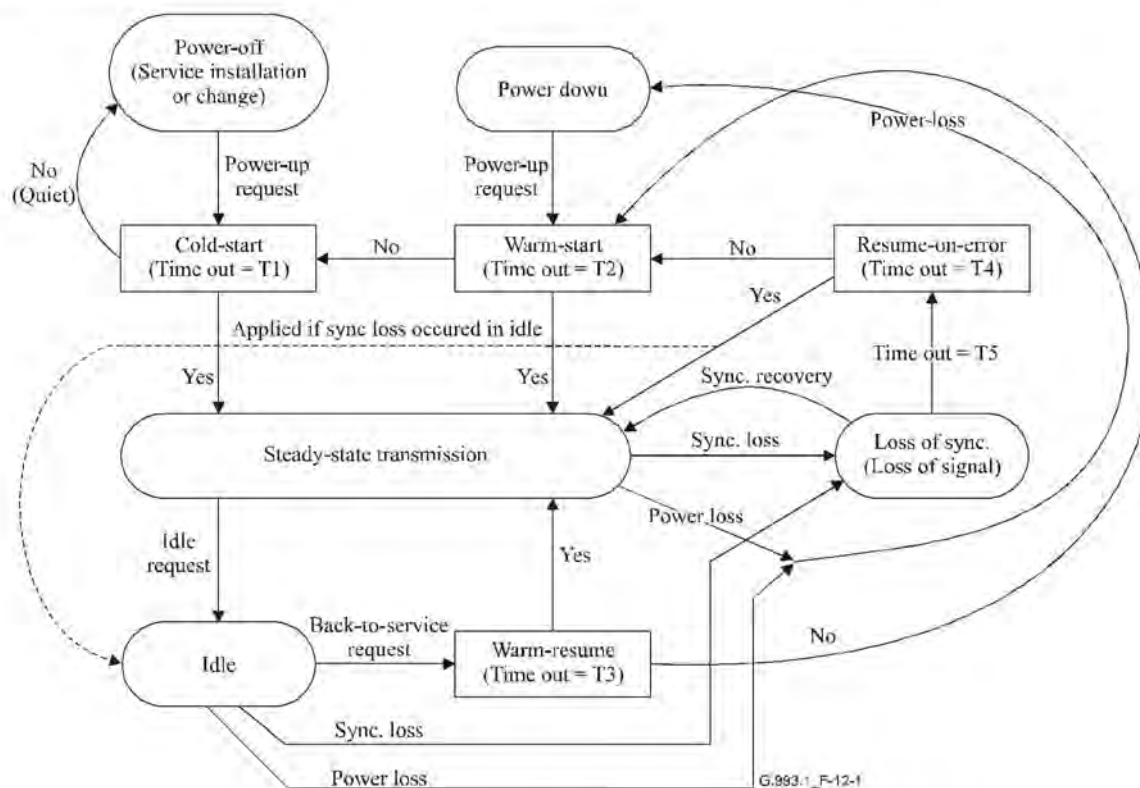 Power-off
(Service installation
or change)
Power down
Power-loss
No
(Quiet)
Power-up
request
Power-up
request
Cold-start
(Time out = T1)
No
Warm-start
(Time out = T2)
No
Resume-on-error
(Time out = T4)
Yes
Applied if sync loss occured in idle
Time out = T5
Yes
Yes
Sync. recovery
Steady-state transmission
Sync. loss
Loss of sync.
(Loss of signal)
Power loss
Idle
request
Yes
Back-to-service
request
No
Idle
Warm-resume
(Time out = T3)
Sync. loss
Power loss
G.993.1_F-12-1